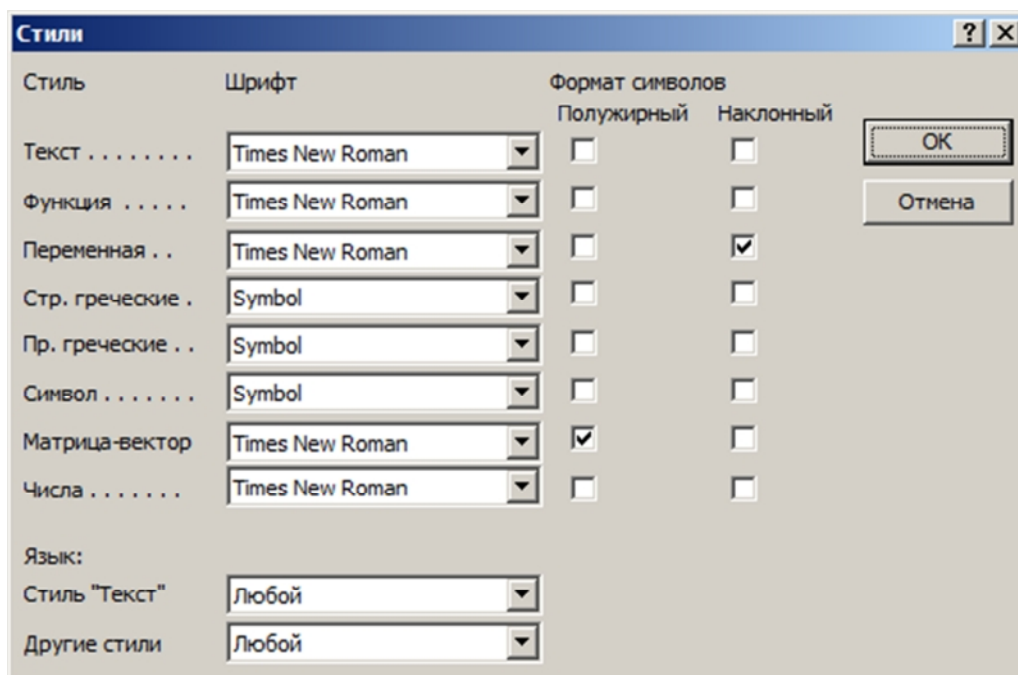 Стили
Стиль Шрифт Формат символов
Полужирный Наклонный
Текст . . . . . . . . Times New Roman OK
Функция . . . . . Times New Roman Отмена
Переменная . . Times New Roman
Стр. греческие . Symbol
Пр. греческие . . Symbol
Символ . . . . . . . Symbol
Матрица-вектор Times New Roman
Числа . . . . . . . Times New Roman
Язык:
Стиль "Текст" Любой
Другие стили Любой